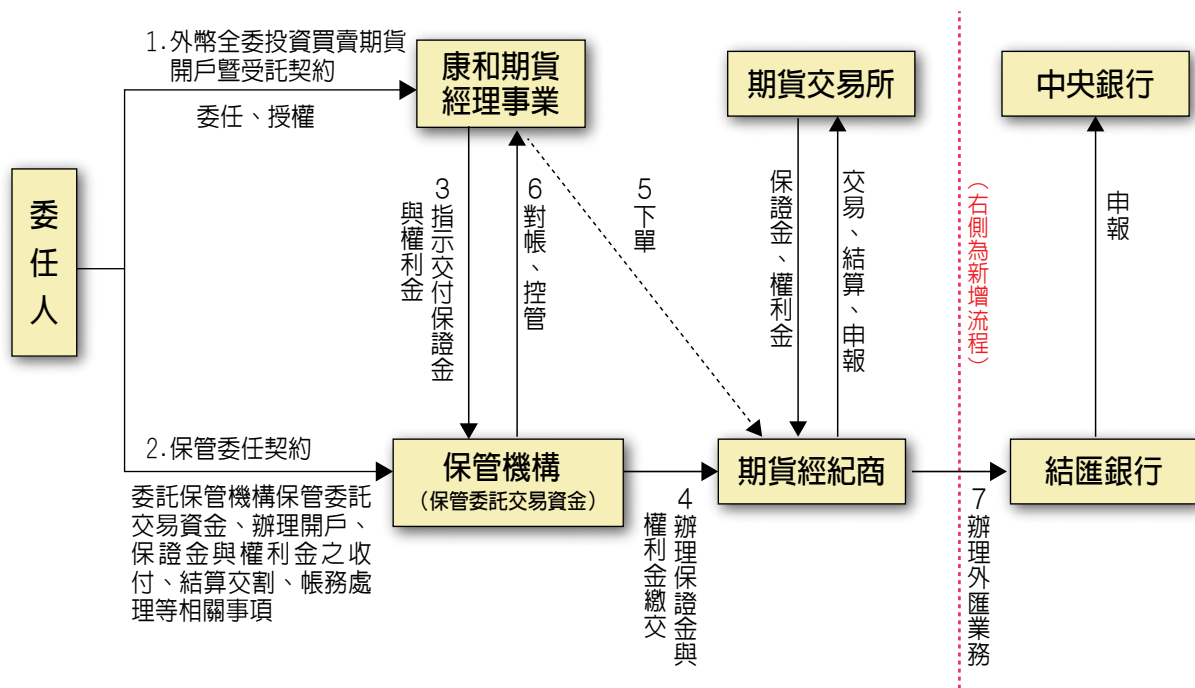 1.外幣全委投資買賣期貨
開戶暨受託契約
委任、授權
康和期貨
經理事業
期貨交易所
中央銀行
委任人
3指示交付保證金
與權利金
6對帳、控管
5下單
保證金、權利金
交易、結算、申報
（右側為新增流程）
申報
2.保管委任契約
委託保管機構保管委託
交易資金、辦理開戶、
保證金與權利金之收
付、結算交割、帳務處
理等相關事項
保管機構
（保管委託交易資金）
4辦理保證金與
權利金繳交
期貨經紀商
7辦理外匯業務
結匯銀行